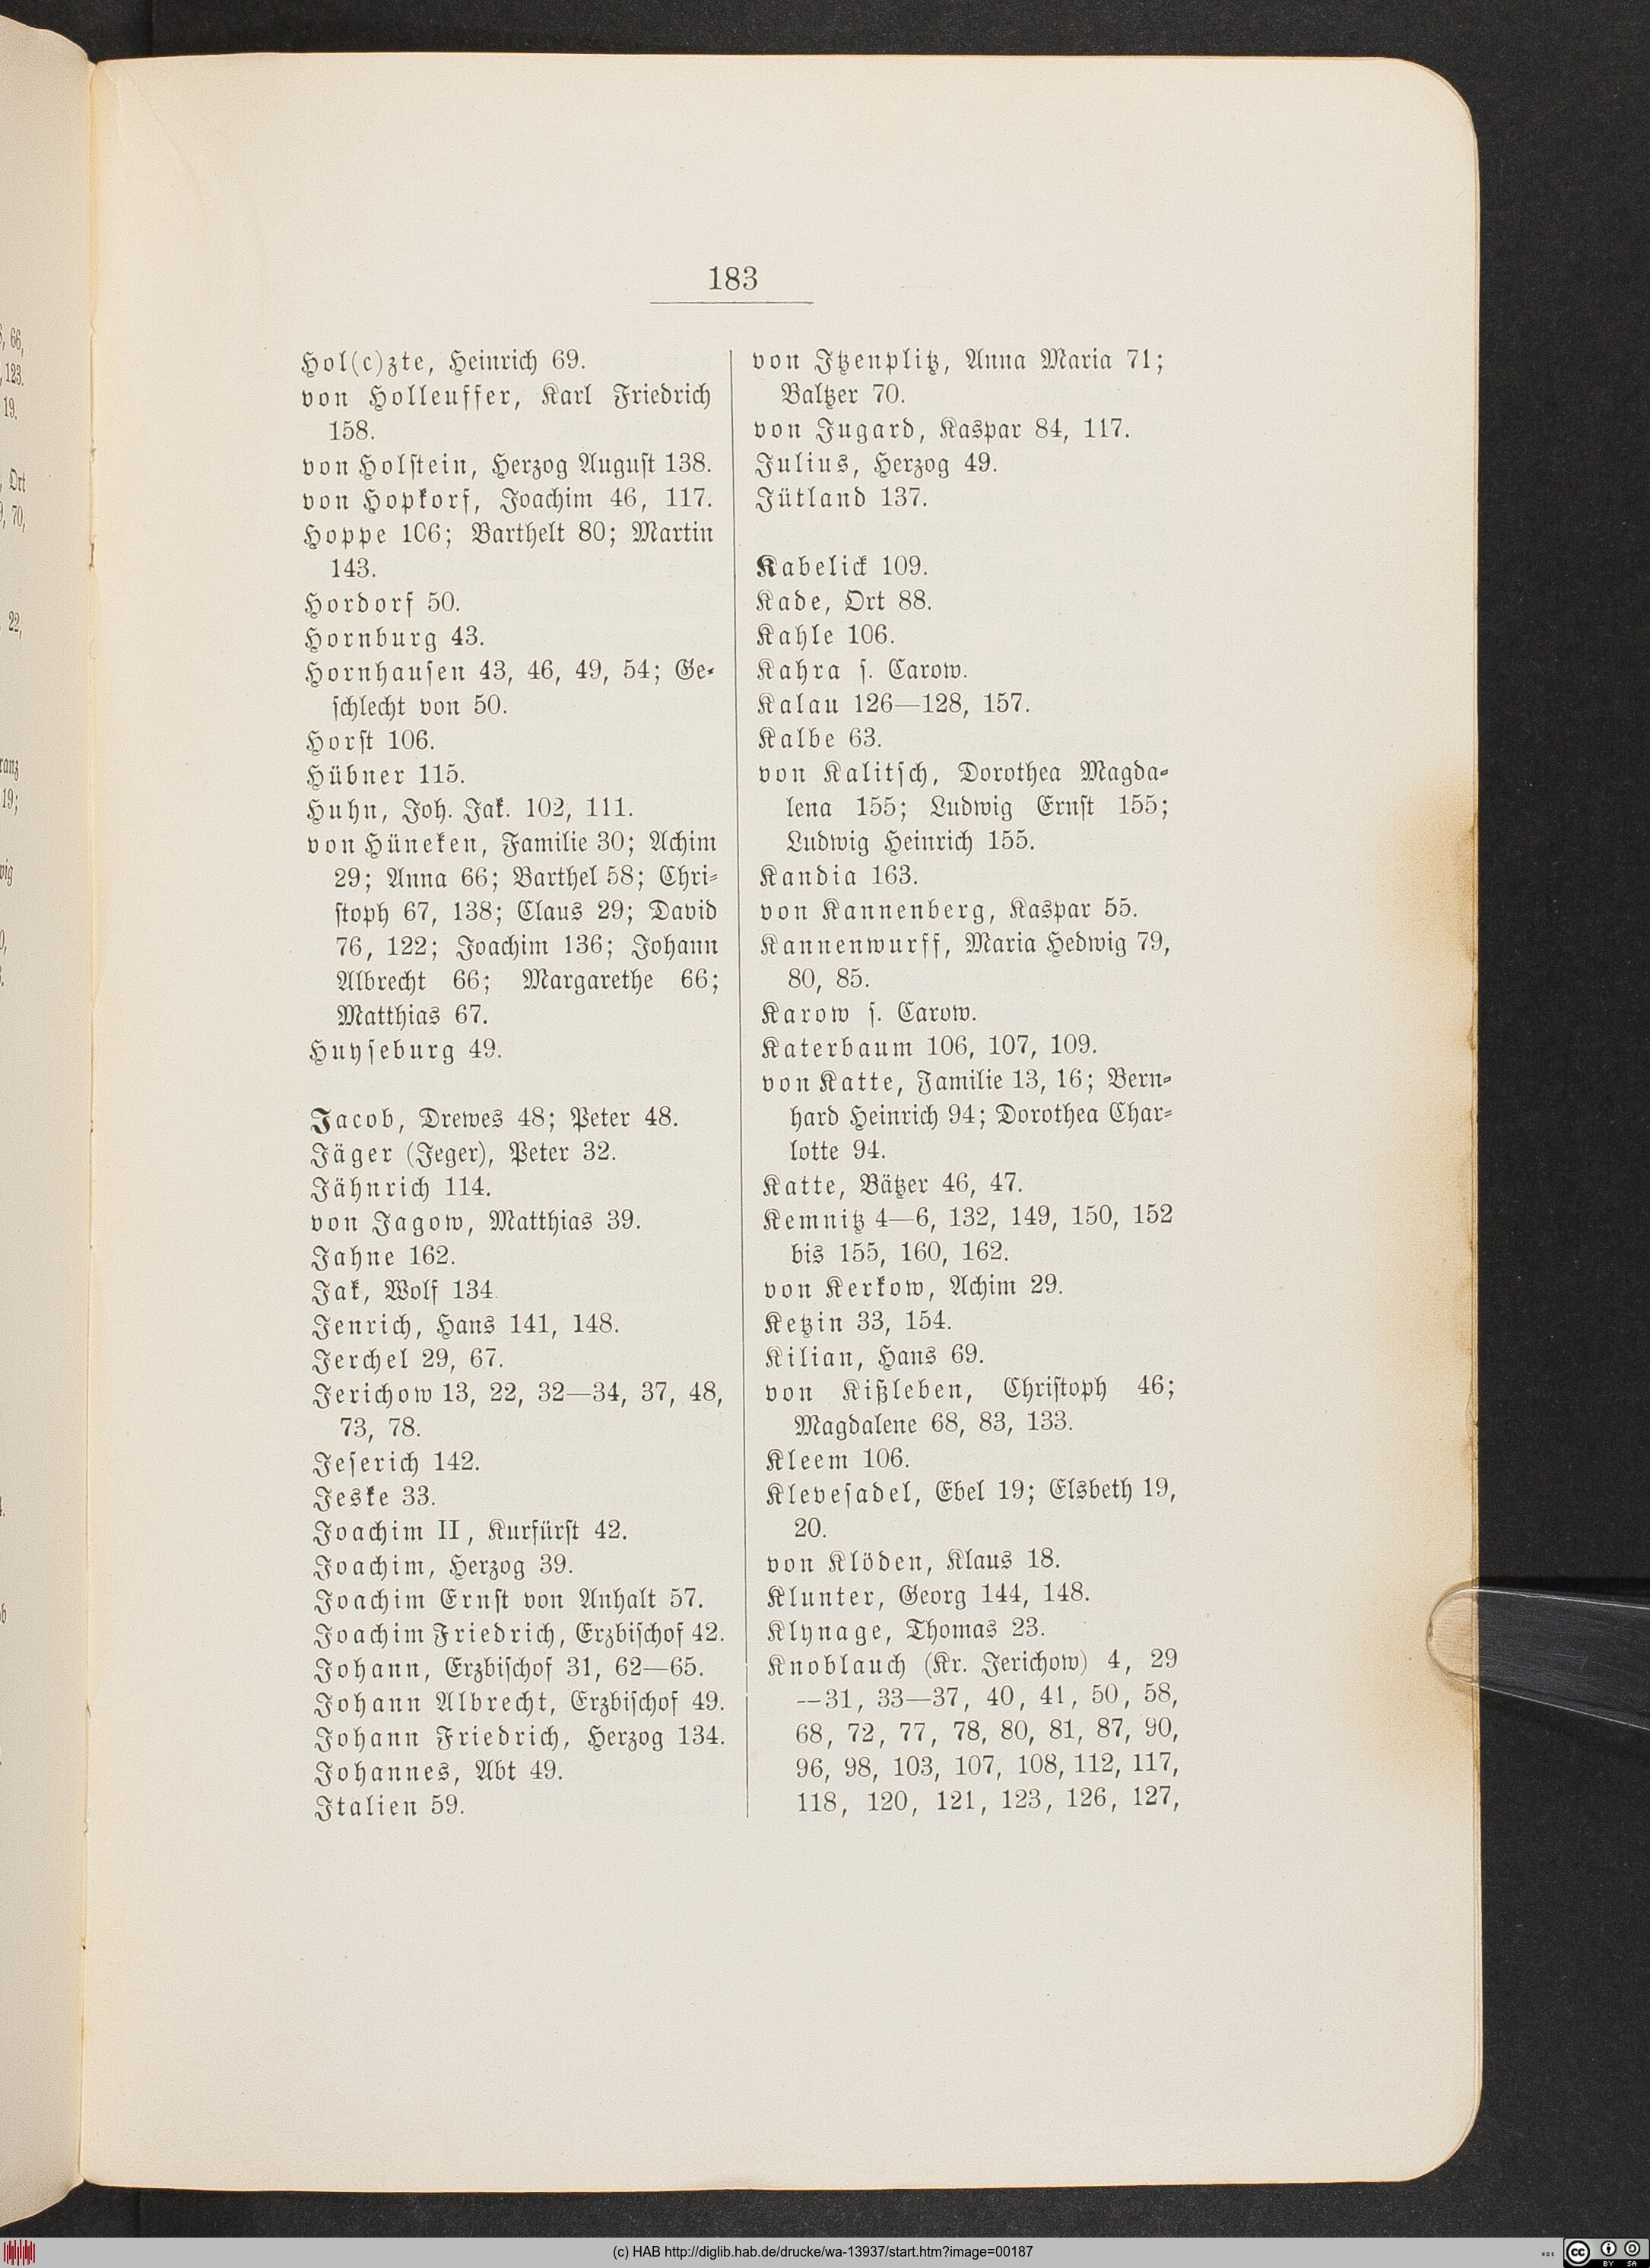 183
Hol(c)zte, Heinrich 69.
von Holleuffer, Karl Friedrich
158.
von Holſtein, Herzog Auguſt 138.
von Hopkorf, Joachim 46, 117.
Hoppe 106; Barthelt 80; Martin
143.
Hordorf 50.
Hornburg 43.
Hornhauſen 43, 46, 49, 54; Ge-
ſchlecht von 50.
Horſt 106.
Hübner 115.
Huhn, Joh. Jak. 102, 111.
von Hüneken, Familie 30; Achim
29; Anna 66; Barthel 58; Chri-
ſtoph 67, 138; Claus 29; David
76, 122; Joachim 136; Johann
Albrecht 66; Margarethe 66;
Matthias 67.
Huyſeburg 49.
Jacob, Drewes 48; Peter 48.
Jäger (Jeger), Peter 32.
Jähnrich 114.
von Jagow, Matthias 39.
Jahne 162.
Jak, Wolf 134
Jenrich, Hans 141, 148.
Jerchel 29, 67.
Jerichow 13, 22, 32—34, 37, 48,
73, 78.
Jeſerich 142.
Jeske 33.
Joachim II, Kurfürſt 42.
Joachim, Herzog 39.
Joachim Ernſt von Anhalt 57.
Joachim Friedrich, Erzbiſchof 42.
Johann, Erzbiſchof 31, 62—65.
Johann Albrecht, Erzbiſchof 49.
Johann Friedrich, Herzog 134.
Johannes, Abt 49.
Italien 59.
von Itzenplitz, Anna Maria 71;
Baltzer 70.
von Jugard, Kaspar 84, 117.
Julius, Herzog 49.
Jütland 137.
Kabelick 109.
Kade, Ort 88.
Kahle 106.
Kahra ſ. Carow.
Kalau 126—128, 157.
Kalbe 63.
von Kalitſch, Dorothea Magda-
lena 155; Ludwig Ernſt 155;
Ludwig Heinrich 155.
Kandia 163.
von Kannenberg, Kaspar 55.
Kannenwurff, Maria Hedwig 79,
80, 85.
Karow ſ. Carow.
Katerbaum 106, 107, 109.
von Katte, Familie 13, 16; Bern-
hard Heinrich 94; Dorothea Char-
lotte 94.
Katte, Bätzer 46, 47.
Kemnitz 4—6, 132, 149, 150, 152
bis 155, 160, 162.
von Kerkow, Achim 29.
Ketzin 33, 154.
Kilian, Hans 69.
von Kißleben, Chriſtoph 46;
Magdalene 68, 83, 133.
Kleem 106.
Kleveſadel, Ebel 19; Elsbeth 19,
20.
von Klöden, Klaus 18.
Klunter, Georg 144, 148.
Klynage, Thomas 23.
Knoblauch (Kr. Jerichow) 4, 29
—31, 33—37, 40, 41, 50, 58,
68, 72, 77, 78, 80, 81, 87, 90,
96, 98, 103, 107, 108, 112, 117,
118, 120, 121, 123, 126, 127,
(c) HAB http://diglib.hab.de/drucke/wa-13937/start.htm?image=00187